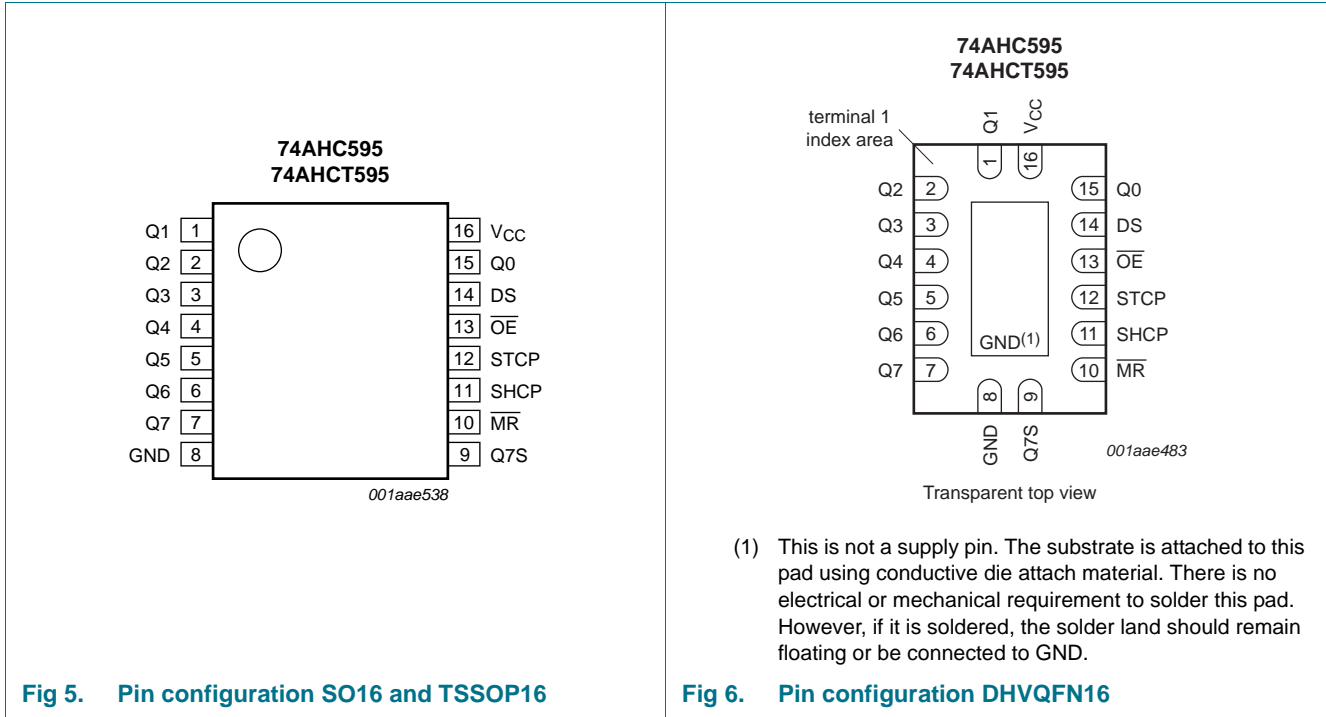 74AHC595
74AHCT595
Q1 1
Q2 2
Q3 3
Q4 4
Q5 5
Q6 6
Q7 7
GND 8
16 VCC
15 Q0
14 DS
13 OE
12 STCP
11 SHCP
10 MR
9 Q7S
001aae538
Fig 5. Pin configuration SO16 and TSSOP16
74AHC595
74AHCT595
terminal 1
index area
Q1
VCC
1
16
Q2 2
Q3 3
Q4 4
Q5 5
Q6 6
Q7 7
GND(1)
15 Q0
14 DS
13 OE
12 STCP
11 SHCP
10 MR
8
9
GND
Q7S
001aae483
Transparent top view
(1) This is not a supply pin. The substrate is attached to this
pad using conductive die attach material. There is no
electrical or mechanical requirement to solder this pad.
However, if it is soldered, the solder land should remain
floating or be connected to GND.
Fig 6. Pin configuration DHVQFN16